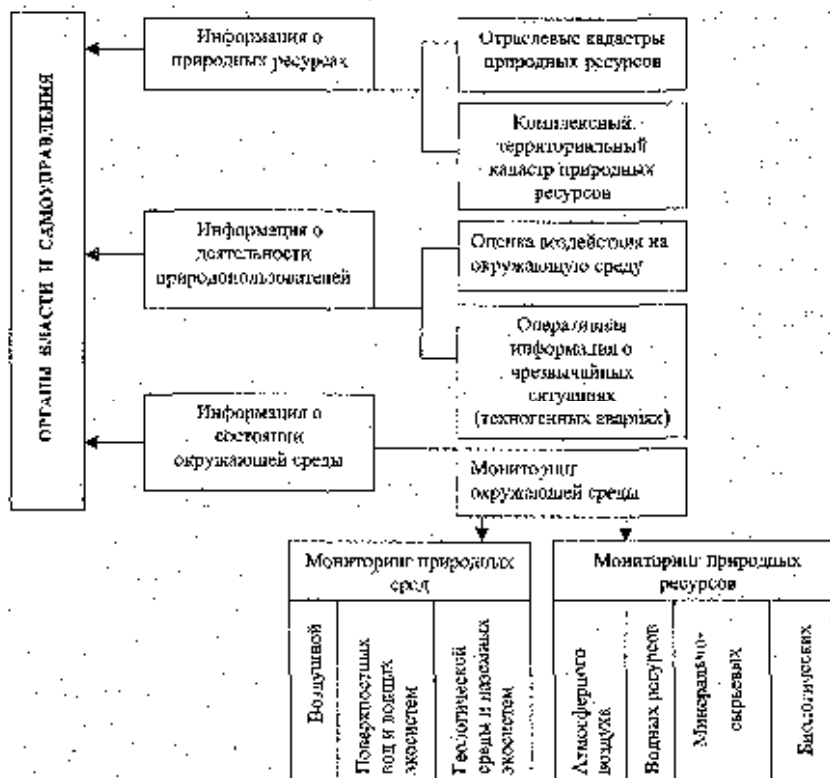 ОРГАНЫ ВЛАСТИ И САМОУПРАВЛЕНИЯ
Информация о
природных ресурсах
Отраслевые кадастры
природных ресурсов
Комплексный
территориальный
кадастр природных
ресурсов
Информация о
деятельности
природопользователей
Оценка воздействия на
окружающую среду
Оперативная
информация о
чрезвычайных
ситуациях
(техногенных авариях)
Информация о
состоянии
окружающей среды
Мониторинг
окружающей среды
Мониторинг природных
сред
Мониторинг природных
ресурсов
Воздушной
Поверхностных
вод и водных
экосистем
Геологической
среды и наземных
экосистем
Атмосферного
воздуха
Водных ресурсов
Минерально-
сырьевых
Биологических